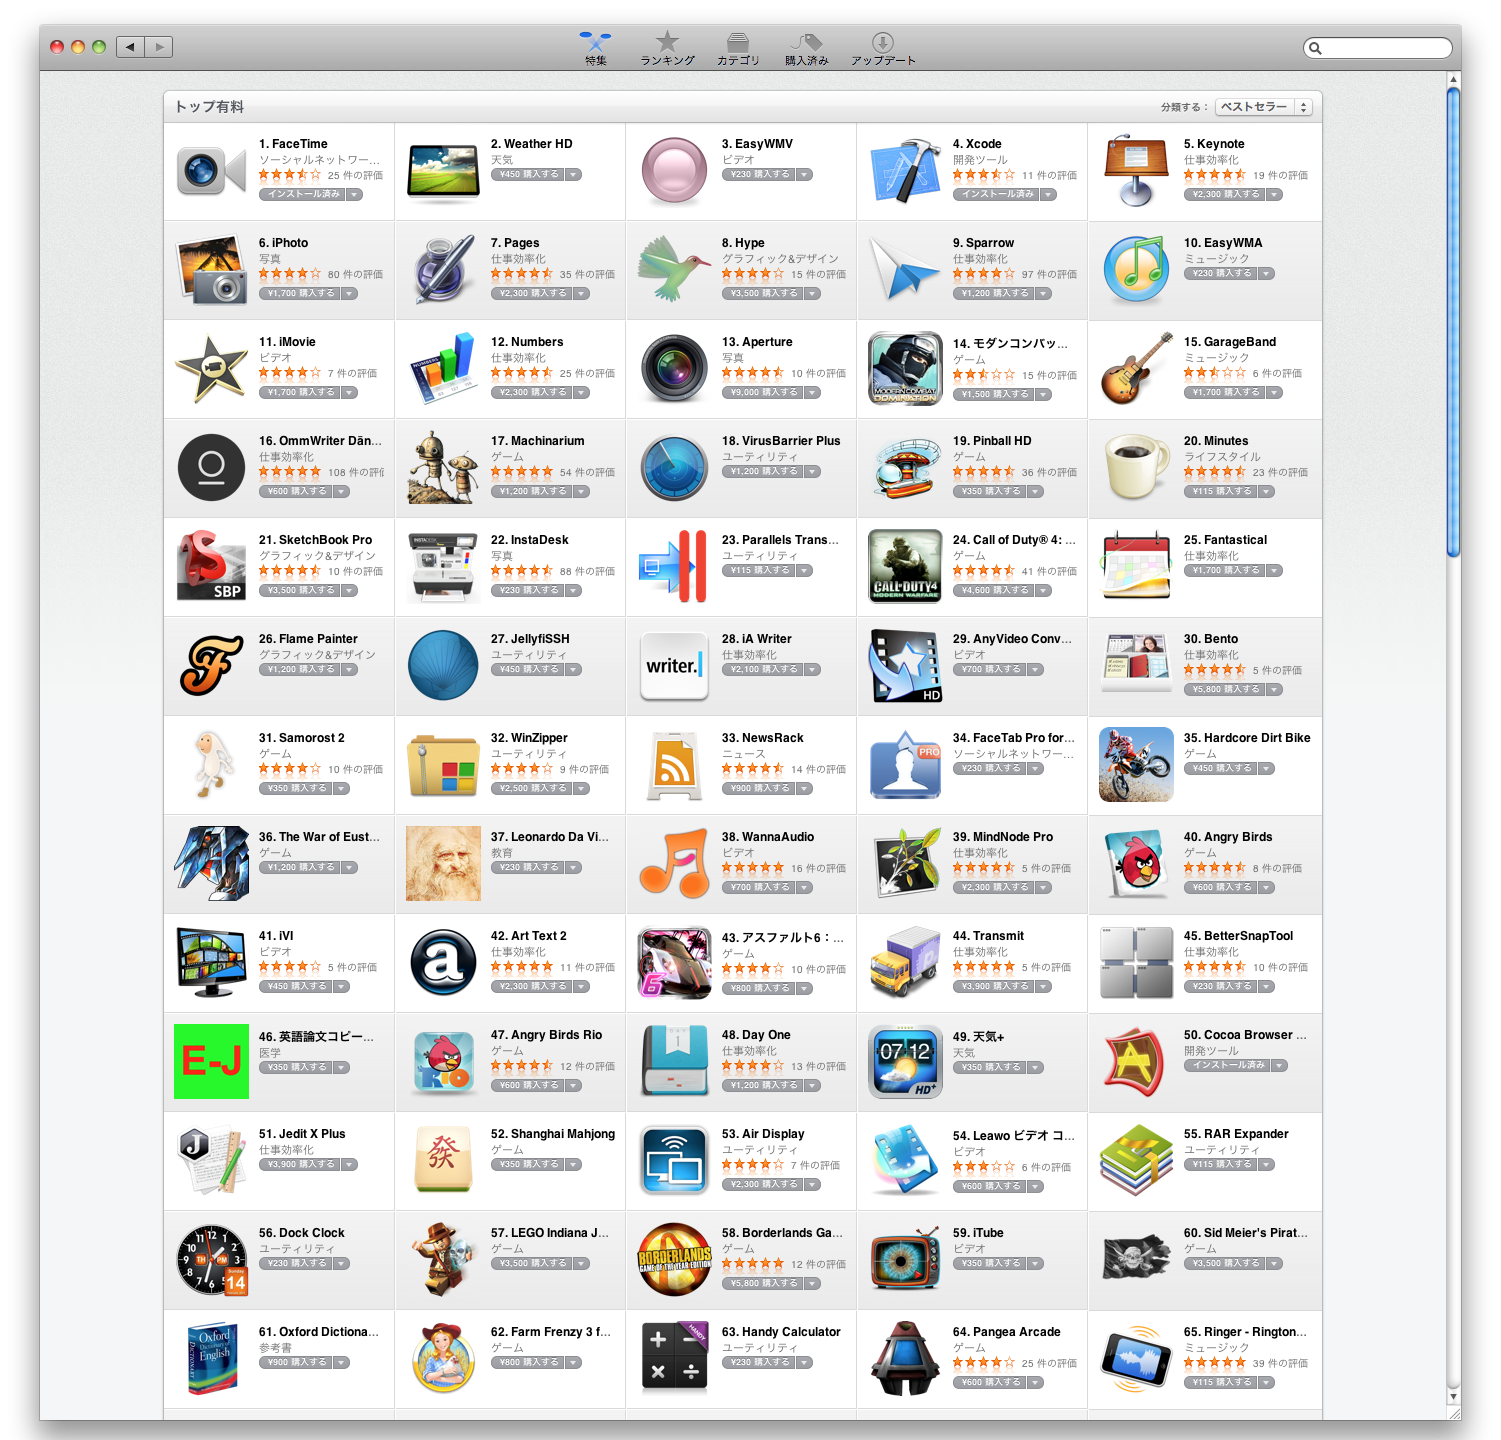 特集
ランキング
カテゴリ
購入済み
アップデート
トップ有料
分類する：
ベストセラー
1. FaceTime
ソーシャルネットワー...
25 件の評価
インストール済み
2. Weather HD
天気
¥450 購入する
3. EasyWMV
ビデオ
¥230 購入する
4. Xcode
開発ツール
11 件の評価
インストール済み
5. Keynote
仕事効率化
19 件の評価
¥2,300 購入する
6. iPhoto
写真
80 件の評価
¥1,700 購入する
7. Pages
仕事効率化
35 件の評価
¥2,300 購入する
8. Hype
グラフィック&デザイン
15 件の評価
¥3,500 購入する
9. Sparrow
仕事効率化
97 件の評価
¥1,200 購入する
10. EasyWMA
ミュージック
¥230 購入する
11. iMovie
ビデオ
7 件の評価
¥1,700 購入する
NUMBERS
12. Numbers
仕事効率化
25 件の評価
¥2,300 購入する
13. Aperture
写真
10 件の評価
¥9,000 購入する
MODERN COMBAT
DOMINATION
14. モダンコンバッ...
ゲーム
15 件の評価
¥1,500 購入する
15. GarageBand
ミュージック
6 件の評価
¥1,700 購入する
16. OmmWriter Dān...
仕事効率化
108 件の評価
¥600 購入する
17. Machinarium
ゲーム
54 件の評価
¥1,200 購入する
18. VirusBarrier Plus
ユーティリティ
¥1,200 購入する
19. Pinball HD
ゲーム
36 件の評価
¥350 購入する
20. Minutes
ライフスタイル
23 件の評価
¥115 購入する
SBP
21. SketchBook Pro
グラフィック&デザイン
10 件の評価
¥3,500 購入する
INSTADESK
22. InstaDesk
写真
88 件の評価
¥230 購入する
23. Parallels Trans...
ユーティリティ
¥115 購入する
CALL OF DUTY 4
MODERN WARFARE
24. Call of Duty® 4: ...
ゲーム
41 件の評価
¥4,600 購入する
25. Fantastical
仕事効率化
¥1,700 購入する
F
26. Flame Painter
グラフィック&デザイン
¥1,200 購入する
27. JellyfiSSH
ユーティリティ
¥450 購入する
writer.
28. iA Writer
仕事効率化
¥2,100 購入する
HD
29. AnyVideo Conv...
ビデオ
¥700 購入する
30. Bento
仕事効率化
5 件の評価
¥5,800 購入する
31. Samorost 2
ゲーム
10 件の評価
¥350 購入する
32. WinZipper
ユーティリティ
9 件の評価
¥2,500 購入する
33. NewsRack
ニュース
14 件の評価
¥900 購入する
PRO
34. FaceTab Pro for...
ソーシャルネットワー...
¥230 購入する
35. Hardcore Dirt Bike
ゲーム
¥450 購入する
36. The War of Eust...
ゲーム
¥1,200 購入する
37. Leonardo Da Vi...
教育
¥230 購入する
38. WannaAudio
ビデオ
16 件の評価
¥700 購入する
39. MindNode Pro
仕事効率化
5 件の評価
¥2,300 購入する
40. Angry Birds
ゲーム
8 件の評価
¥600 購入する
41. iVI
ビデオ
5 件の評価
¥450 購入する
a
42. Art Text 2
仕事効率化
11 件の評価
¥2,300 購入する
6
43. アスファルト6：...
ゲーム
10 件の評価
¥800 購入する
44. Transmit
仕事効率化
5 件の評価
¥3,900 購入する
45. BetterSnapTool
仕事効率化
10 件の評価
¥230 購入する
E-J
46. 英語論文コピー...
医学
¥350 購入する
RIO
47. Angry Birds Rio
ゲーム
12 件の評価
¥600 購入する
1
48. Day One
仕事効率化
13 件の評価
¥1,200 購入する
07 12
HD+
49. 天気+
天気
¥350 購入する
A
50. Cocoa Browser ...
開発ツール
インストール済み
J
51. Jedit X Plus
仕事効率化
¥3,900 購入する
發
52. Shanghai Mahjong
ゲーム
¥350 購入する
53. Air Display
ユーティリティ
7 件の評価
¥2,300 購入する
54. Leawo ビデオ コ...
ビデオ
6 件の評価
¥600 購入する
55. RAR Expander
ユーティリティ
¥115 購入する
11 12 1
10 2
9 3
8 4
7 6 5
TH PM
Sunday
14
56. Dock Clock
ユーティリティ
¥230 購入する
57. LEGO Indiana J...
ゲーム
¥3,500 購入する
BORDERLANDS
GAME OF THE YEAR EDITION
58. Borderlands Ga...
ゲーム
12 件の評価
¥5,800 購入する
59. iTube
ビデオ
¥350 購入する
60. Sid Meier's Pirat...
ゲーム
¥3,500 購入する
Oxford
Dictionary of
English
DICTIONARY
61. Oxford Dictiona...
参考書
¥900 購入する
62. Farm Frenzy 3 f...
ゲーム
¥800 購入する
HANDY
+ −
× ÷
63. Handy Calculator
ユーティリティ
¥230 購入する
64. Pangea Arcade
ゲーム
25 件の評価
¥600 購入する
65. Ringer - Rington...
ミュージック
39 件の評価
¥115 購入する